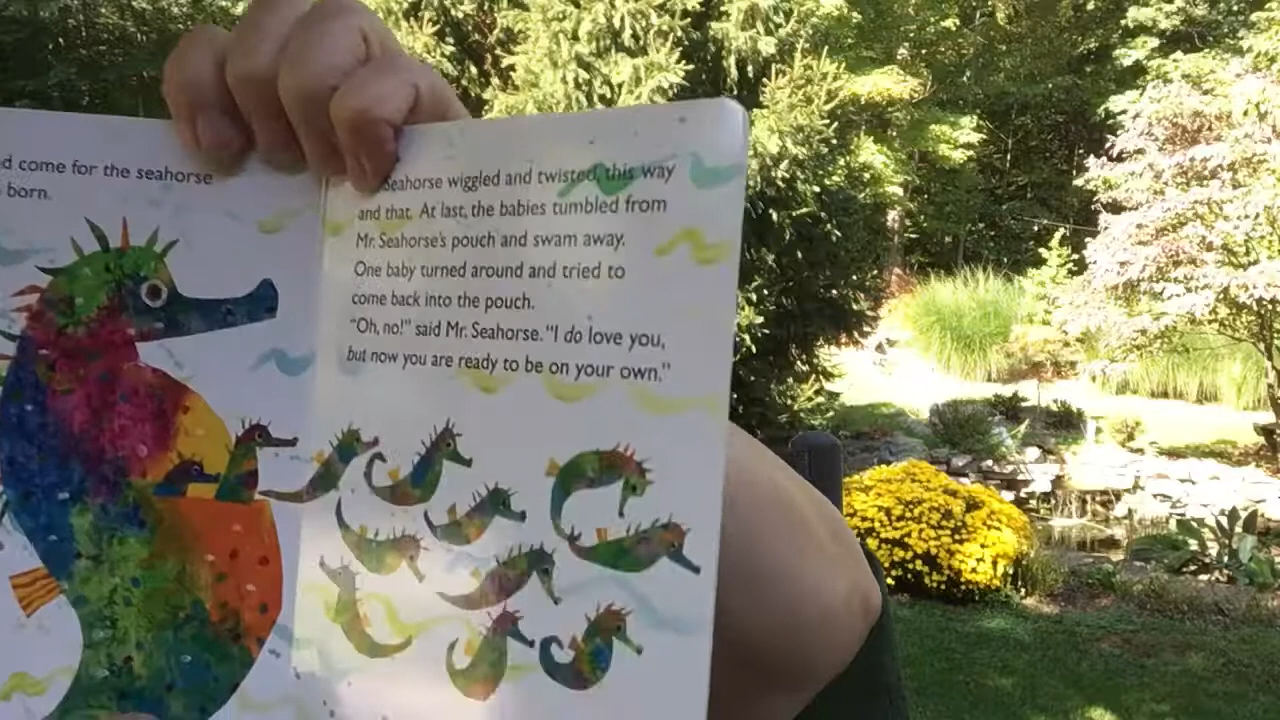 d come for the seahorse
born.
Seahorse wiggled and twisted, this way
and that. At last, the babies tumbled from
Mr. Seahorse's pouch and swam away.
One baby turned around and tried to
come back into the pouch.
"Oh, no!" said Mr. Seahorse. "I do love you,
but now you are ready to be on your own."